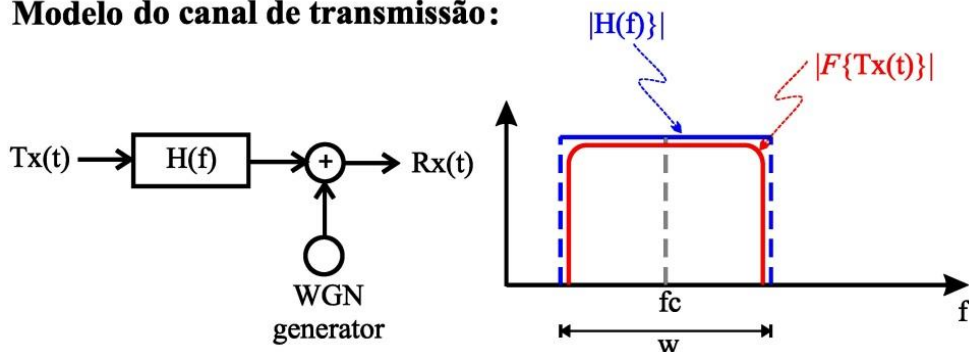 Modelo do canal de transmissão:
|H(f)}|
|F{Tx(t)}|
Tx(t)
H(f)
+
Rx(t)
WGN
generator
fc
f
w